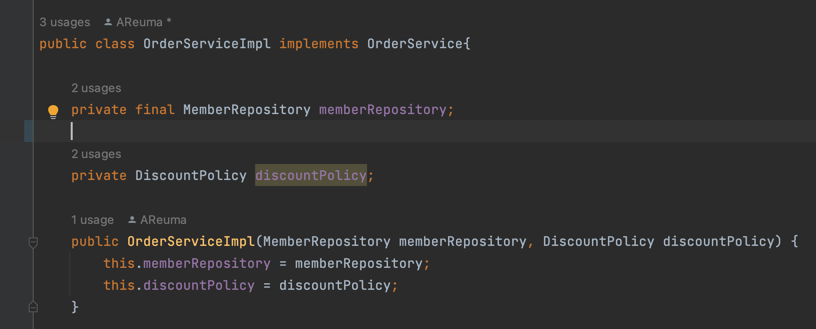 3 usages AReuma *
public class OrderServiceImpl implements OrderService{
2 usages
private final MemberRepository memberRepository;
2 usages
private DiscountPolicy discountPolicy;
1 usage AReuma
public OrderServiceImpl(MemberRepository memberRepository, DiscountPolicy discountPolicy) {
this.memberRepository = memberRepository;
this.discountPolicy = discountPolicy;
}